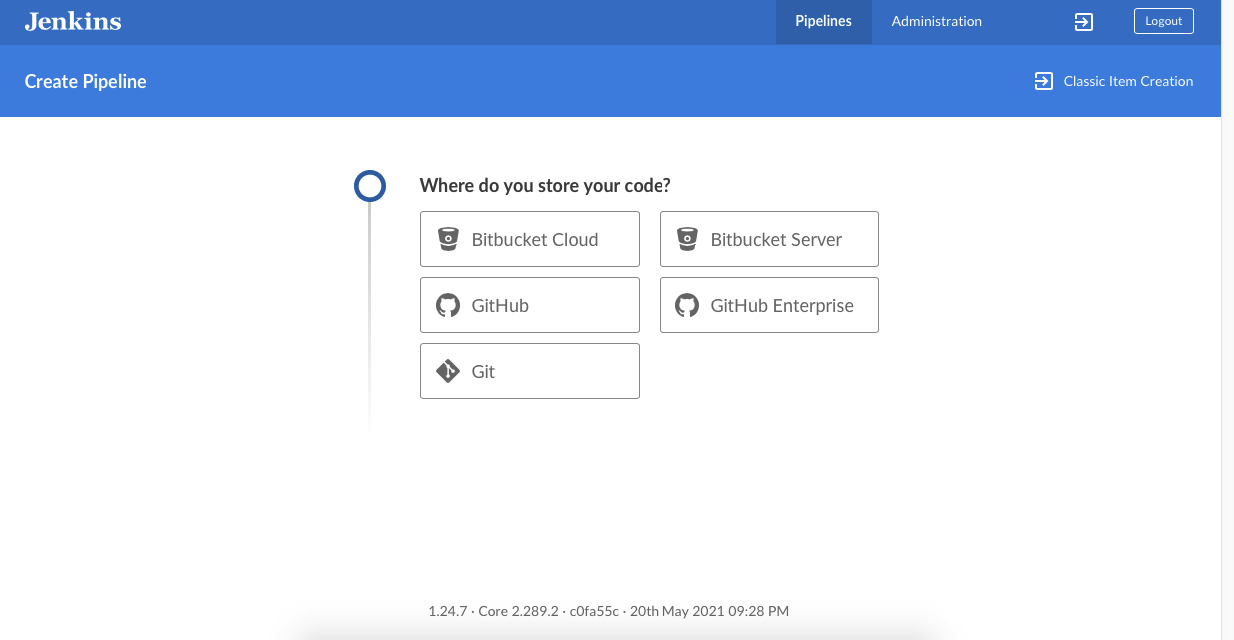 Jenkins
Pipelines
Administration
Logout
Create Pipeline
Classic Item Creation
Where do you store your code?
Bitbucket Cloud
Bitbucket Server
GitHub
GitHub Enterprise
Git
1.24.7 · Core 2.289.2 · c0fa55c · 20th May 2021 09:28 PM